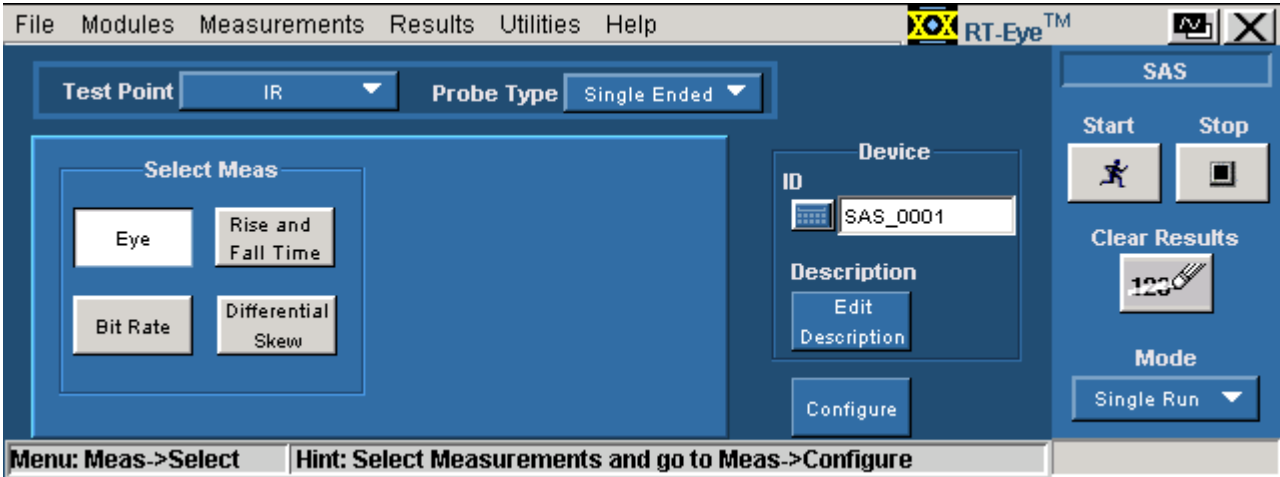 File Modules Measurements Results Utilities Help RT-Eye™
Test Point IR Probe Type Single Ended
Select Meas
Eye
Rise and
Fall Time
Bit Rate
Differential
Skew
Device
ID
SAS_0001
Description
Edit
Description
Configure
SAS
Start Stop
Clear Results
123
Mode
Single Run
Menu: Meas->Select Hint: Select Measurements and go to Meas->Configure